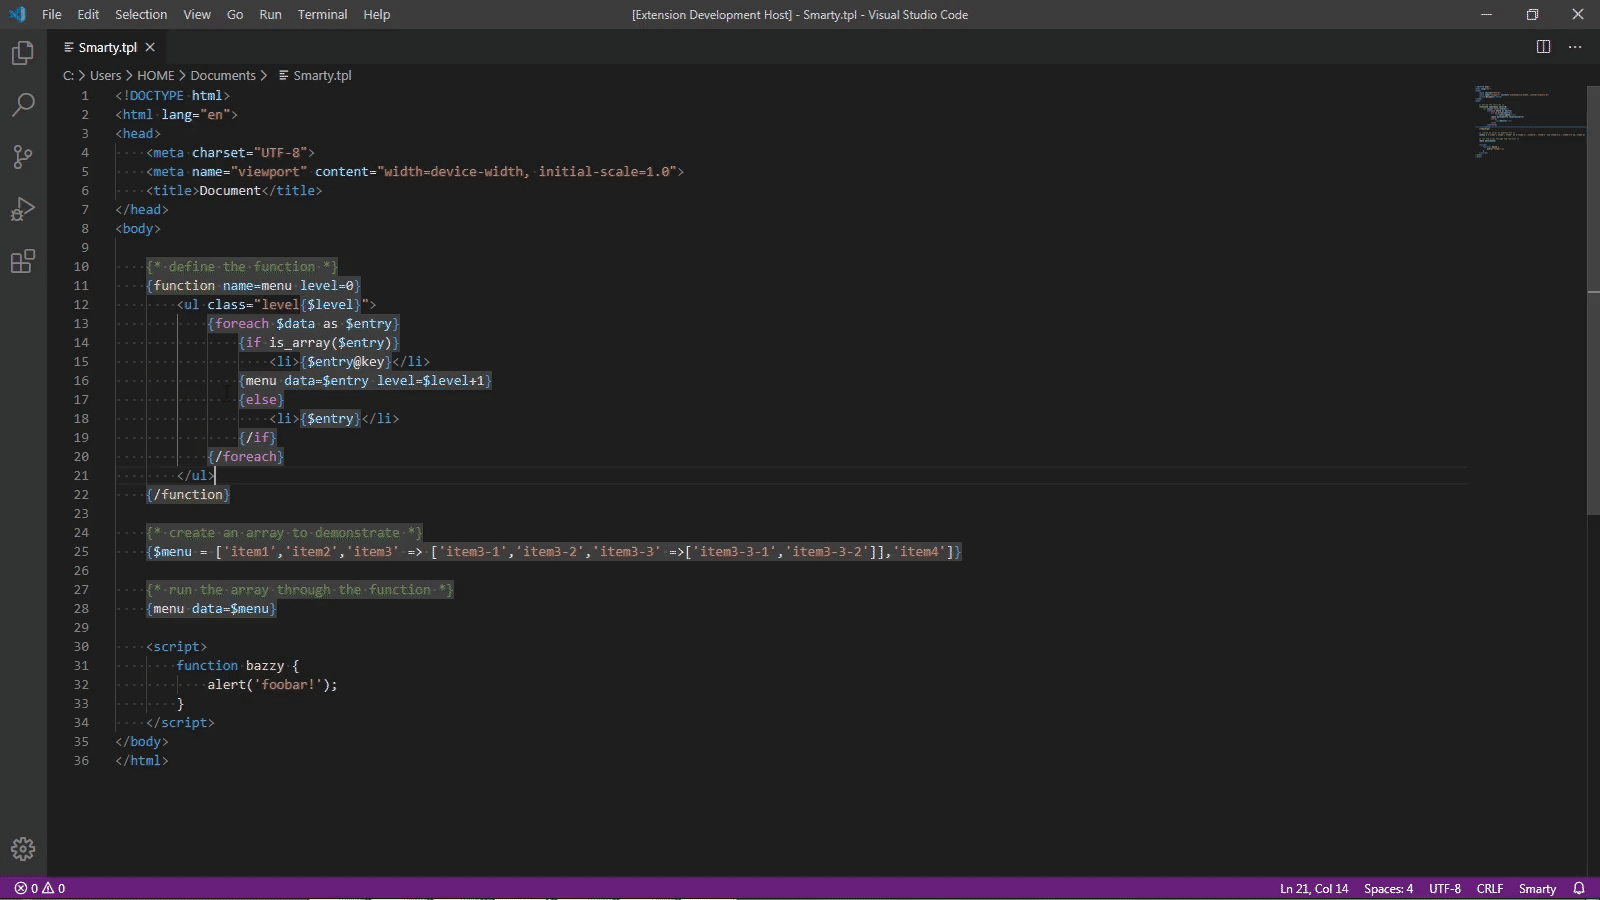 File Edit Selection View Go Run Terminal Help [Extension Development Host] - Smarty.tpl - Visual Studio Code
Smarty.tpl
C: > Users > HOME > Documents > Smarty.tpl
1 <!DOCTYPE html>
2 <html lang="en">
3 <head>
4 <meta charset="UTF-8">
5 <meta name="viewport" content="width=device-width, initial-scale=1.0">
6 <title>Document</title>
7 </head>
8 <body>
9
10 {* define the function *}
11 {function name=menu level=0}
12 <ul class="level{$level}">
13 {foreach $data as $entry}
14 {if is_array($entry)}
15 <li>{$entry@key}</li>
16 {menu data=$entry level=$level+1}
17 {else}
18 <li>{$entry}</li>
19 {/if}
20 {/foreach}
21 </ul>
22 {/function}
23
24 {* create an array to demonstrate *}
25 {$menu = ['item1','item2','item3' => ['item3-1','item3-2','item3-3' =>['item3-3-1','item3-3-2']],'item4']}
26
27 {* run the array through the function *}
28 {menu data=$menu}
29
30 <script>
31 function bazzy {
32 alert('foobar!');
33 }
34 </script>
35 </body>
36 </html>
0 0 Ln 21, Col 14 Spaces: 4 UTF-8 CRLF Smarty